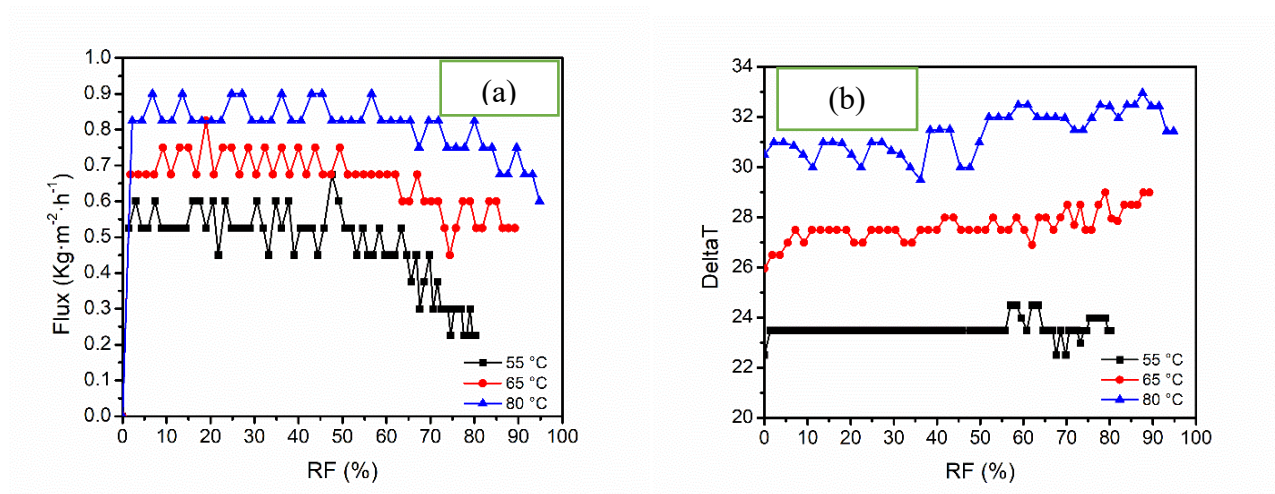 (a)
Flux (Kg·m⁻²·h⁻¹)
1.0
0.9
0.8
0.7
0.6
0.5
0.4
0.3
0.2
0.1
0.0
55 °C
65 °C
80 °C
0 10 20 30 40 50 60 70 80 90 100
RF (%)
(b)
DeltaT
34
32
30
28
26
24
22
20
55 °C
65 °C
80 °C
0 10 20 30 40 50 60 70 80 90 100
RF (%)